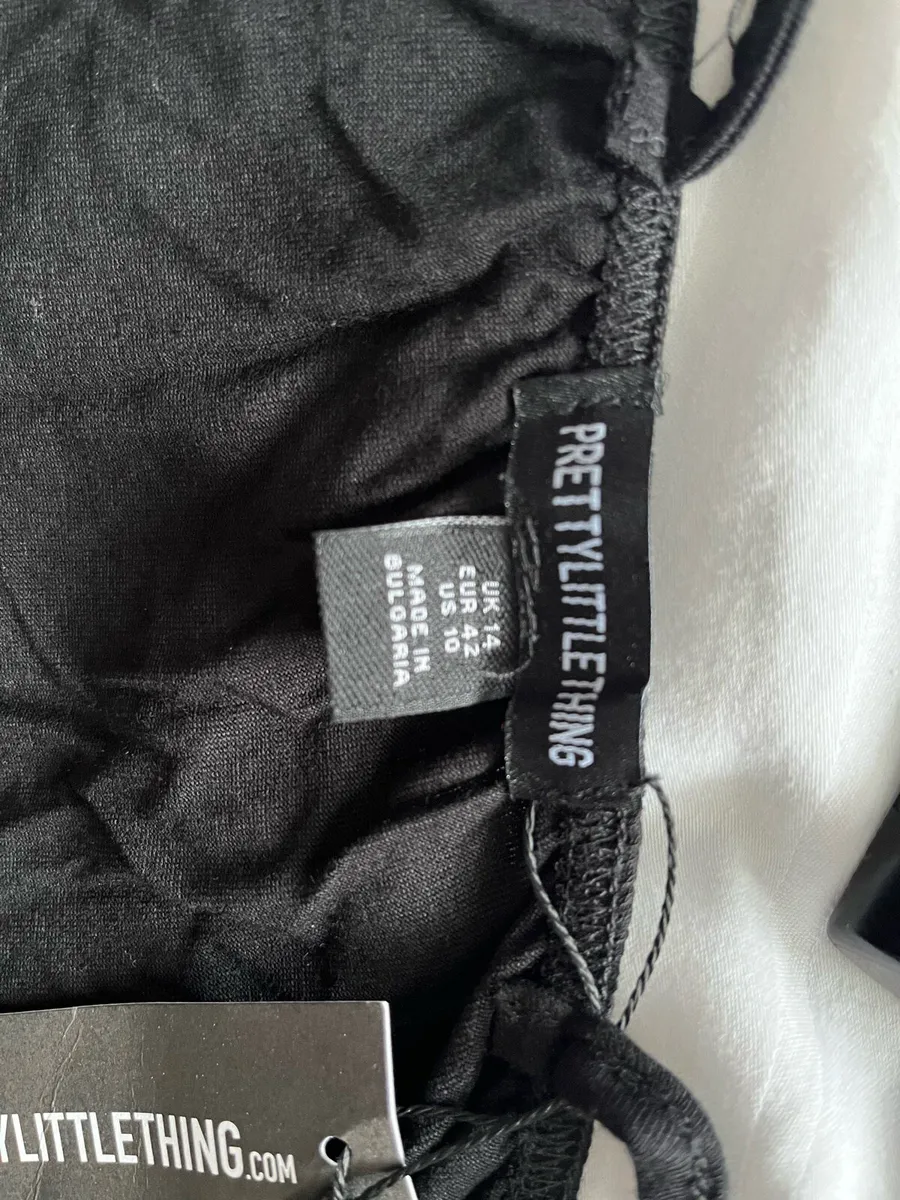 PRETTYLITTLETHING
UK 14
EUR 42
US 10
MADE IN
BULGARIA
YLITTLETHING.COM